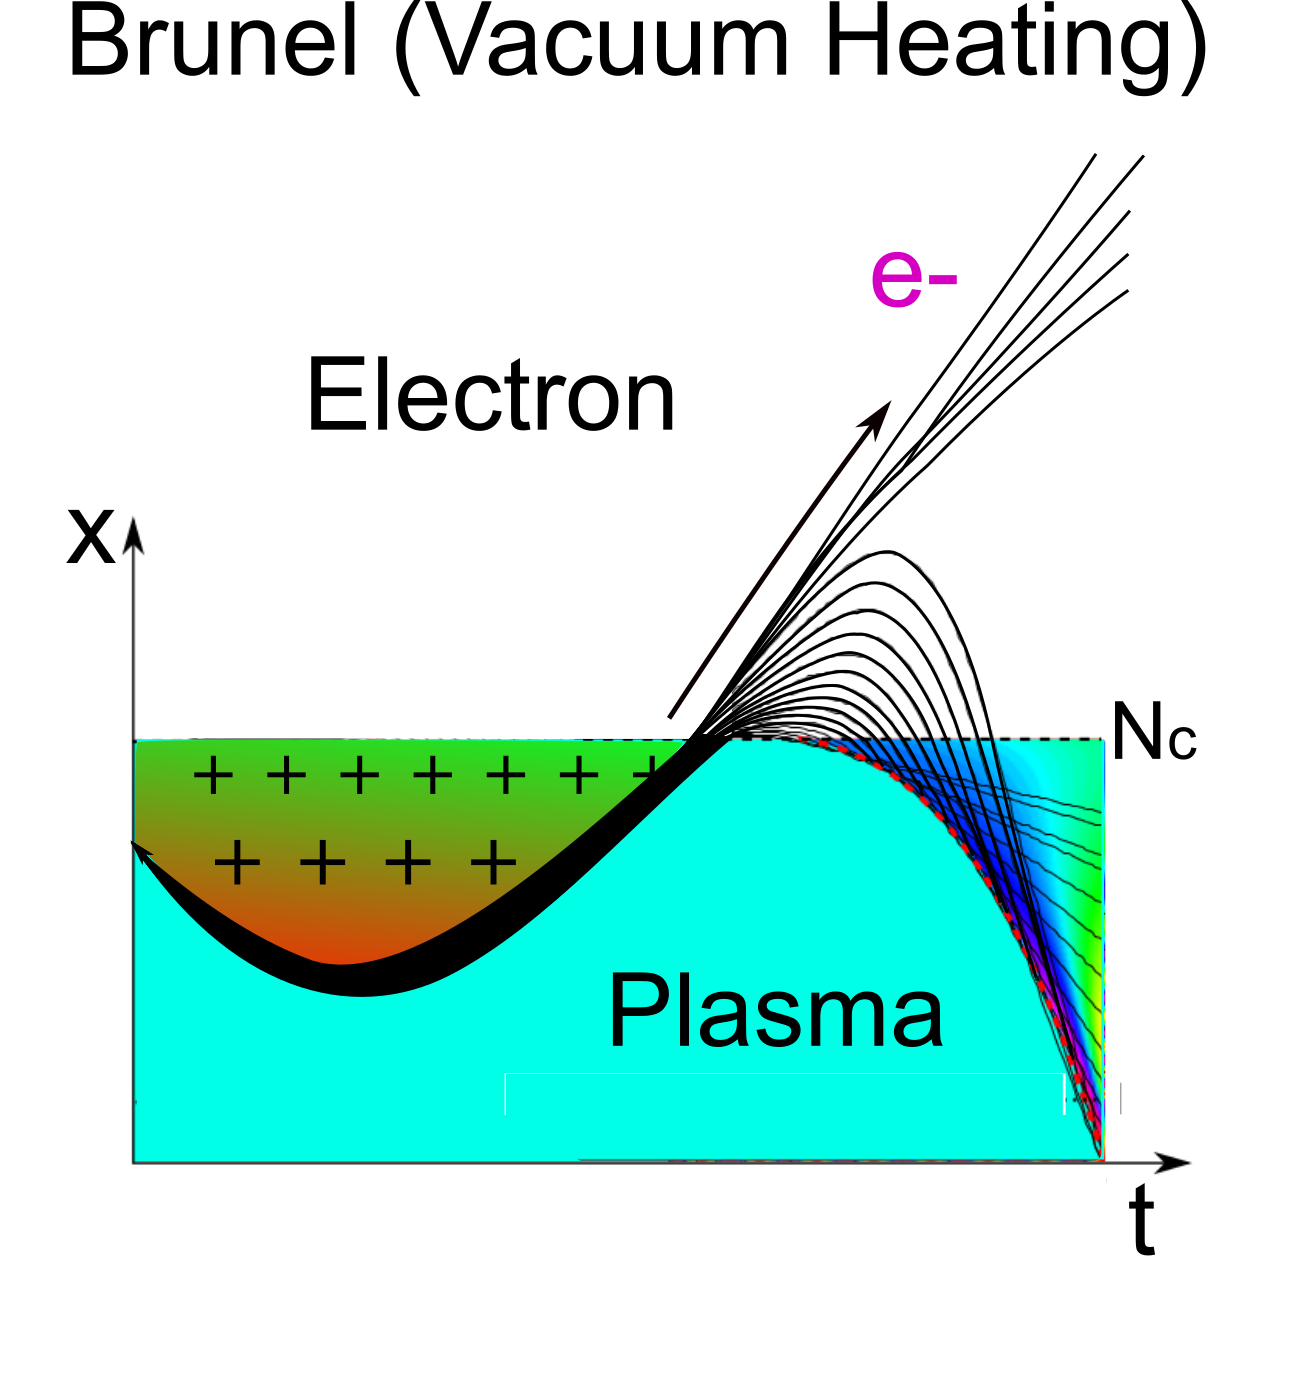 Brunel (Vacuum Heating)
e-
Electron
x
Nc
+ + + + + + +
+ + + +
Plasma
t